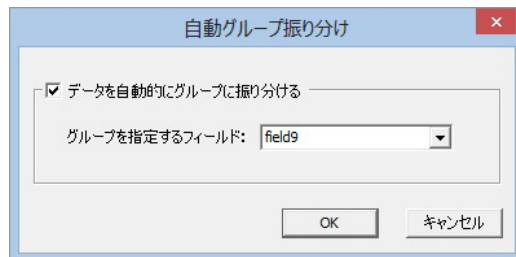 自動グループ振り分け
データを自動的にグループに振り分ける
グループを指定するフィールド: field9
OK キャンセル